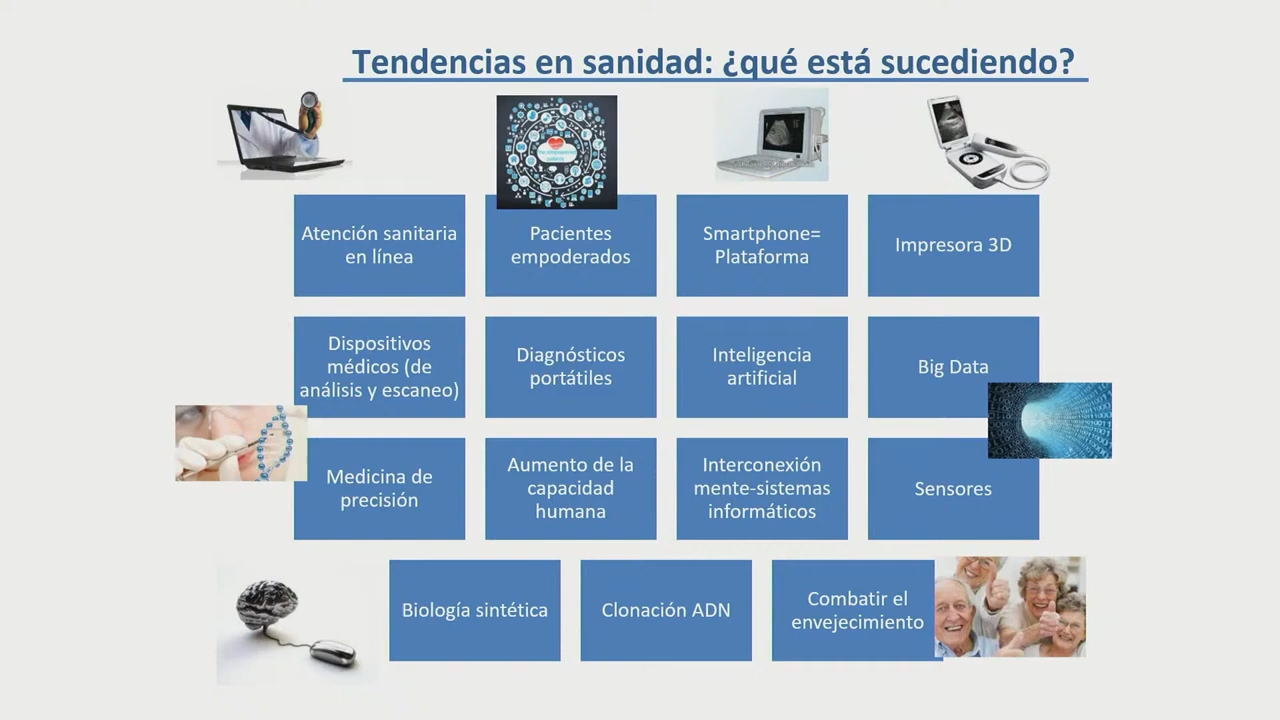 Tendencias en sanidad: ¿qué está sucediendo?
Atención sanitaria
en línea
Pacientes
empoderados
Smartphone=
Plataforma
Impresora 3D
Dispositivos
médicos (de
análisis y escaneo)
Diagnósticos
portátiles
Inteligencia
artificial
Big Data
Medicina de
precisión
Aumento de la
capacidad
humana
Interconexión
mente-sistemas
informáticos
Sensores
Biología sintética
Clonación ADN
Combatir el
envejecimiento